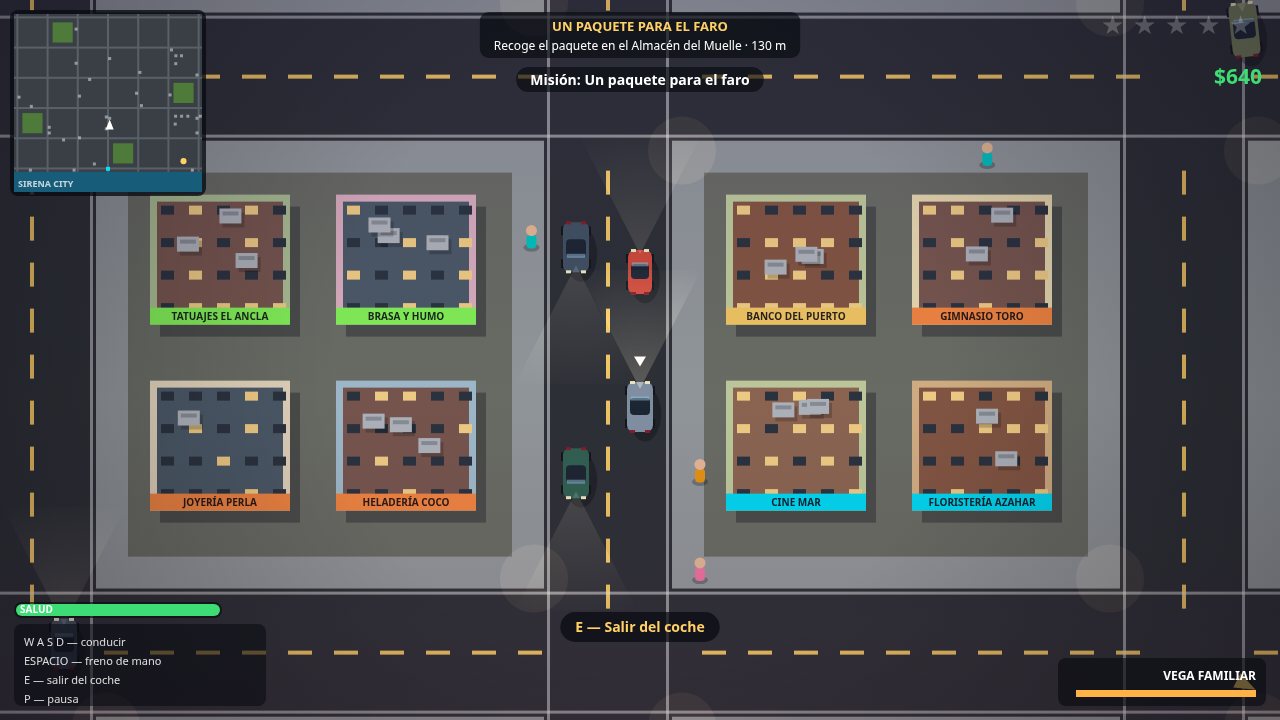 UN PAQUETE PARA EL FARO
Recoge el paquete en el Almacén del Muelle · 130 m
Misión: Un paquete para el faro
$640
SIRENA CITY
TATUAJES EL ANCLA
BRASA Y HUMO
BANCO DEL PUERTO
GIMNASIO TORO
JOYERÍA PERLA
HELADERÍA COCO
CINE MAR
FLORISTERÍA AZAHAR
SALUD
W A S D — conducir
ESPACIO — freno de mano
E — salir del coche
P — pausa
E — Salir del coche
VEGA FAMILIAR